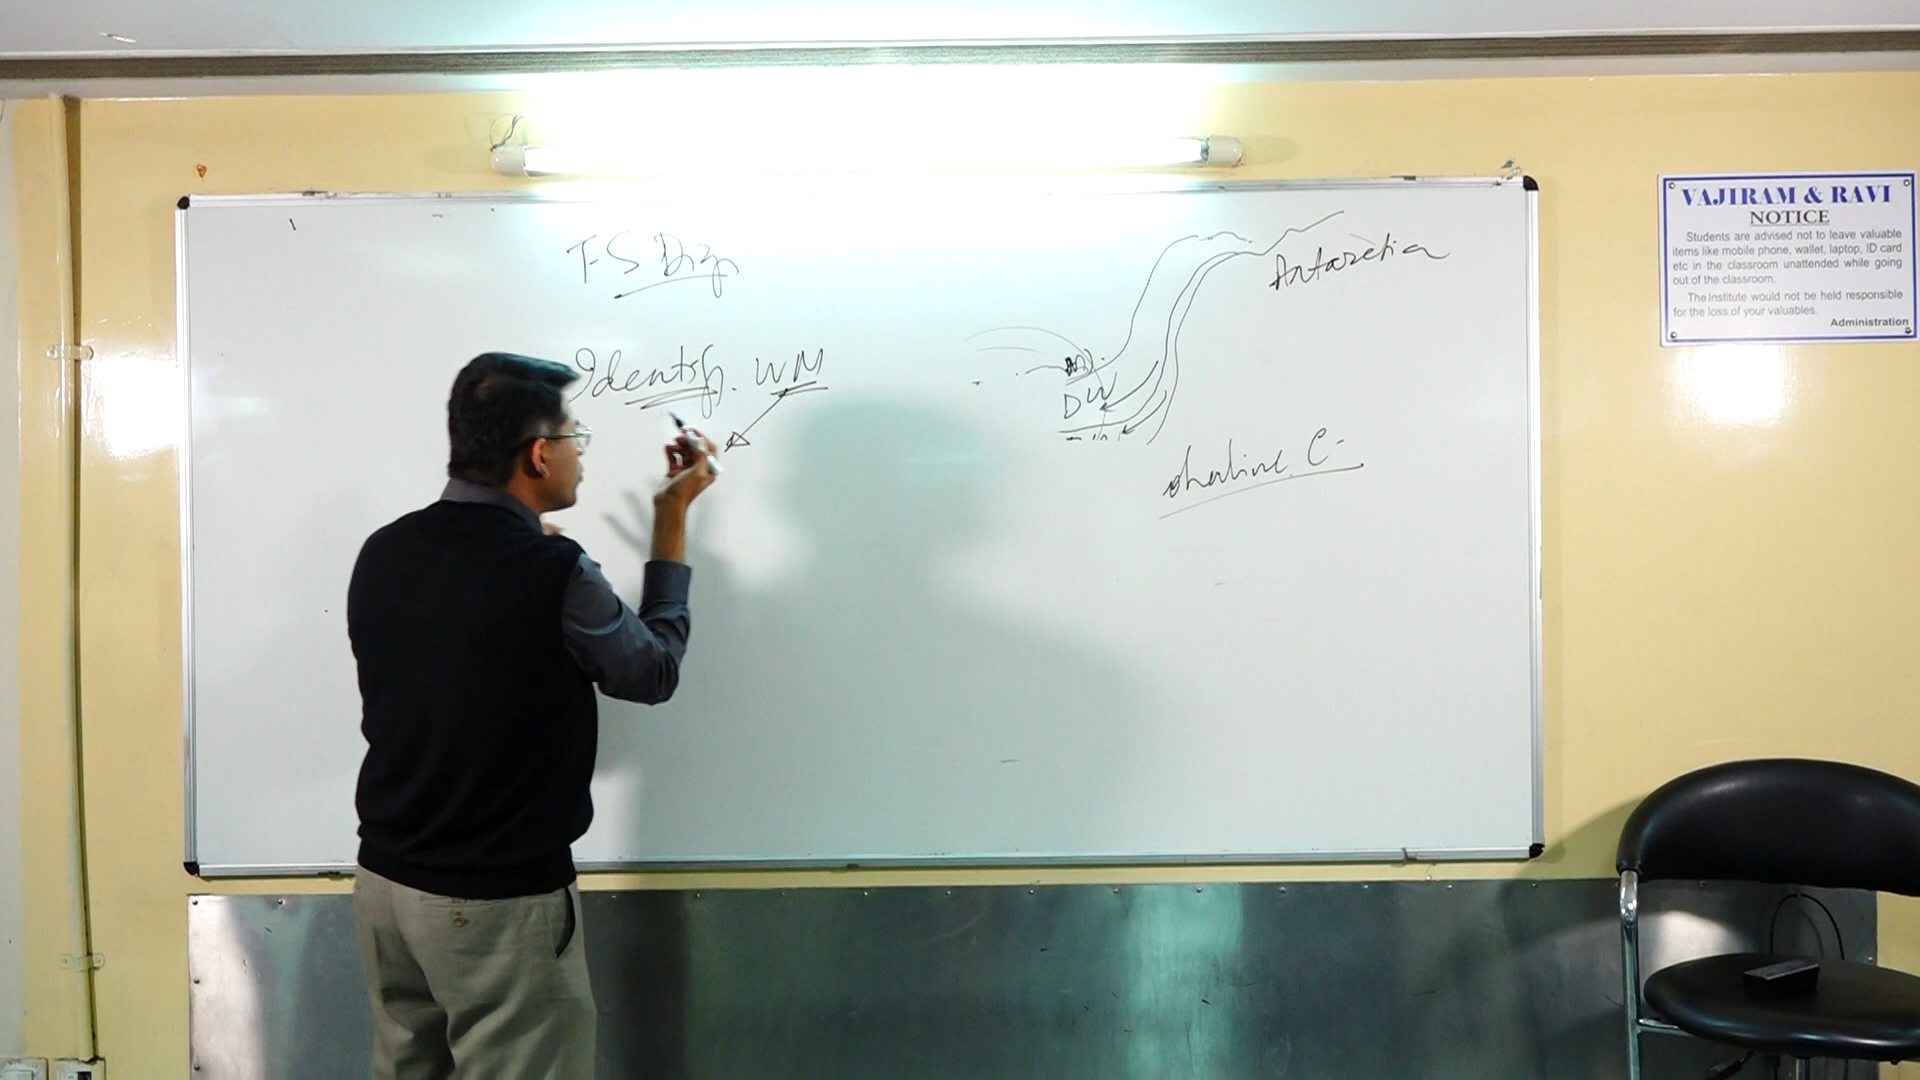 T-S Diag
Identify. WM
Antarctica
DW
VAJIRAM & RAVI
NOTICE
Students are advised not to leave valuable
items like mobile phone, wallet, laptop, ID card
etc in the classroom unattended while going
out of the classroom.
The Institute would not be held responsible
for the loss of your valuables.
Administration